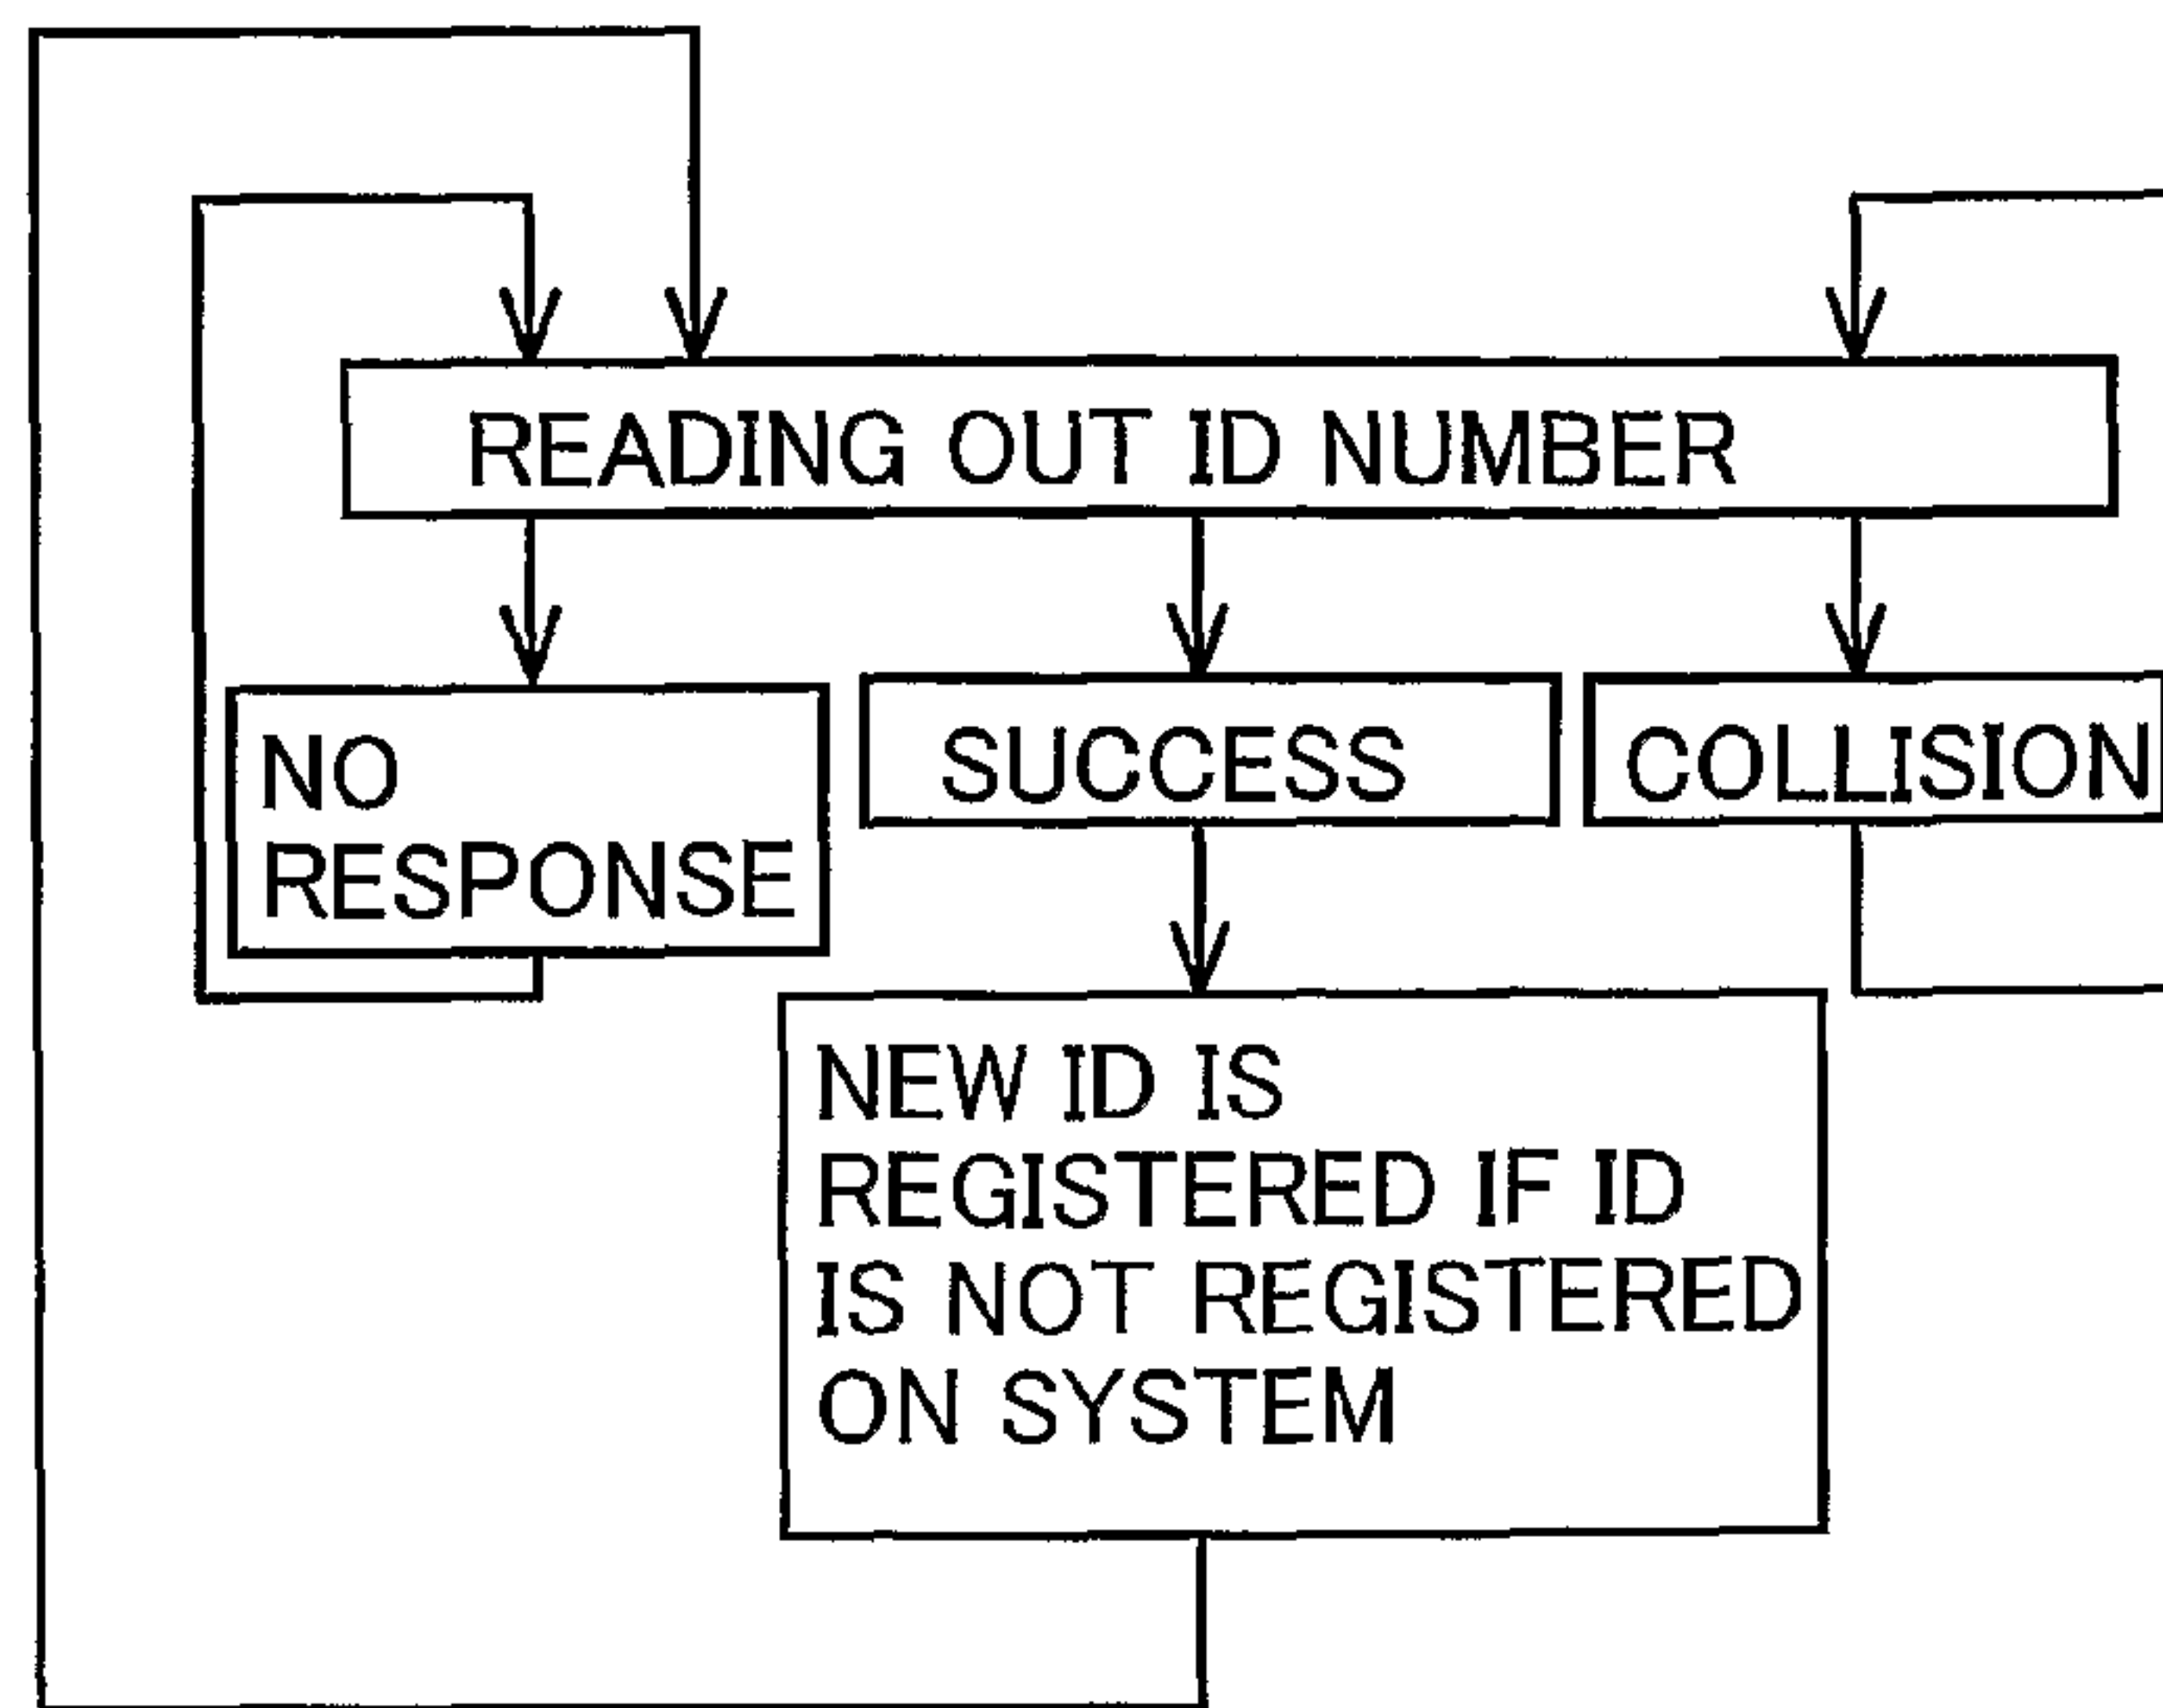 READING OUT ID NUMBER
NO
RESPONSE
SUCCESS
COLLISION
NEW ID IS
REGISTERED IF ID
IS NOT REGISTERED
ON SYSTEM